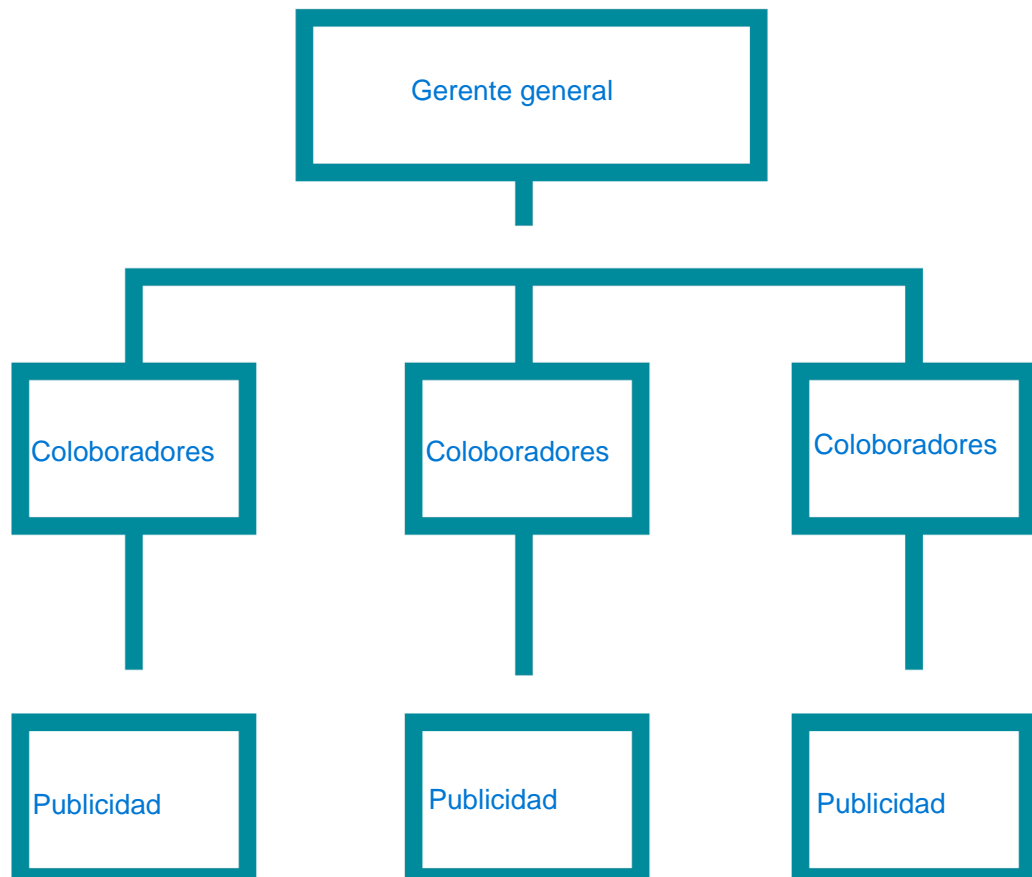 Gerente general
Coloboradores
Coloboradores
Coloboradores
Publicidad
Publicidad
Publicidad